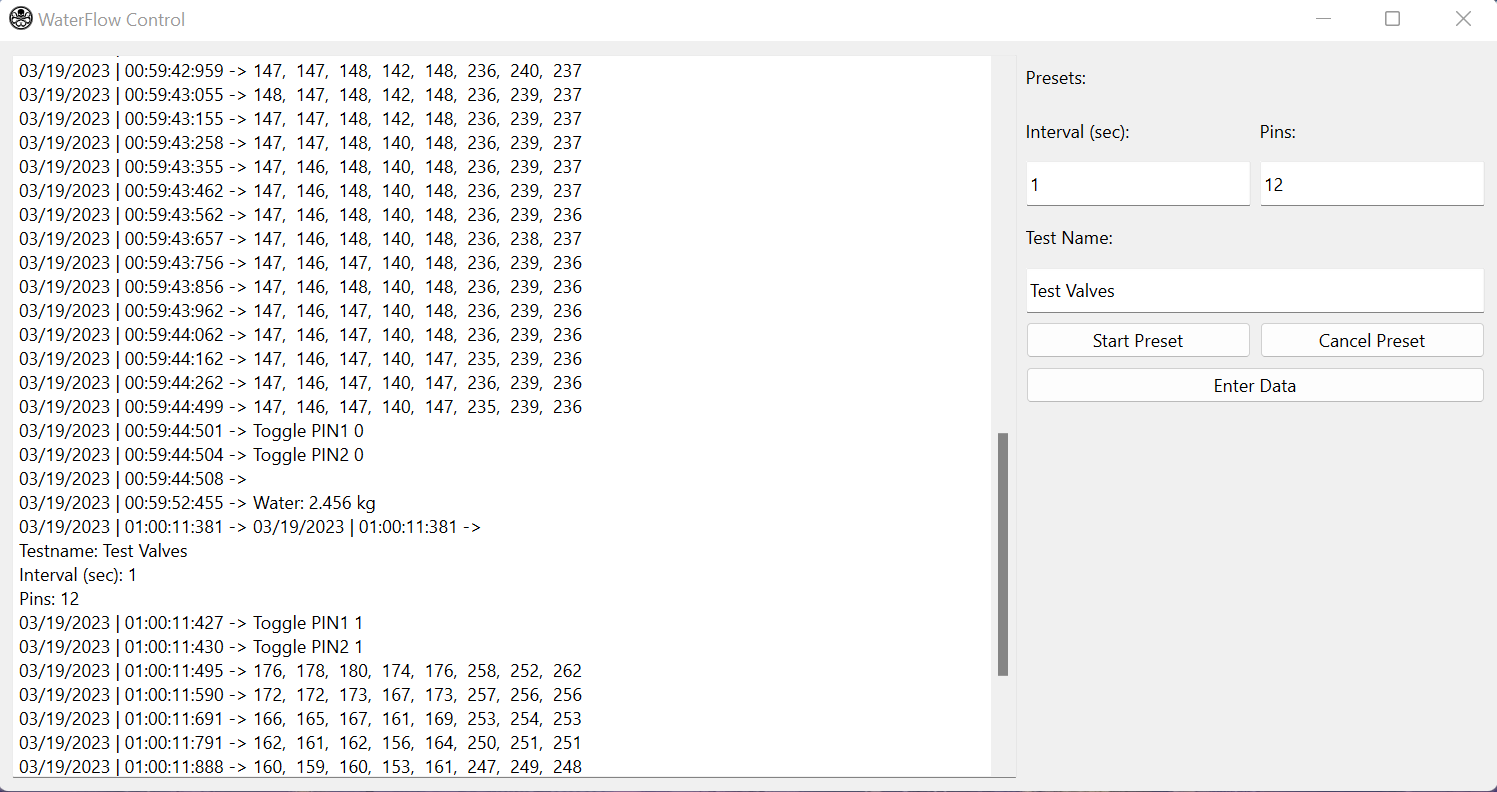 WaterFlow Control
03/19/2023 | 00:59:42:959 -> 147, 147, 148, 142, 148, 236, 240, 237
03/19/2023 | 00:59:43:055 -> 148, 147, 148, 142, 148, 236, 239, 237
03/19/2023 | 00:59:43:155 -> 147, 147, 148, 142, 148, 236, 239, 237
03/19/2023 | 00:59:43:258 -> 147, 147, 148, 140, 148, 236, 239, 237
03/19/2023 | 00:59:43:355 -> 147, 146, 148, 140, 148, 236, 239, 237
03/19/2023 | 00:59:43:462 -> 147, 146, 148, 140, 148, 236, 239, 237
03/19/2023 | 00:59:43:562 -> 147, 146, 148, 140, 148, 236, 239, 236
03/19/2023 | 00:59:43:657 -> 147, 146, 148, 140, 148, 236, 238, 237
03/19/2023 | 00:59:43:756 -> 147, 146, 147, 140, 148, 236, 239, 236
03/19/2023 | 00:59:43:856 -> 147, 146, 148, 140, 148, 236, 239, 236
03/19/2023 | 00:59:43:962 -> 147, 146, 147, 140, 148, 236, 239, 236
03/19/2023 | 00:59:44:062 -> 147, 146, 147, 140, 148, 236, 239, 236
03/19/2023 | 00:59:44:162 -> 147, 146, 147, 140, 147, 235, 239, 236
03/19/2023 | 00:59:44:262 -> 147, 146, 147, 140, 147, 236, 239, 236
03/19/2023 | 00:59:44:499 -> 147, 146, 147, 140, 147, 235, 239, 236
03/19/2023 | 00:59:44:501 -> Toggle PIN1 0
03/19/2023 | 00:59:44:504 -> Toggle PIN2 0
03/19/2023 | 00:59:44:508 ->
03/19/2023 | 00:59:52:455 -> Water: 2.456 kg
03/19/2023 | 01:00:11:381 -> 03/19/2023 | 01:00:11:381 ->
Testname: Test Valves
Interval (sec): 1
Pins: 12
03/19/2023 | 01:00:11:427 -> Toggle PIN1 1
03/19/2023 | 01:00:11:430 -> Toggle PIN2 1
03/19/2023 | 01:00:11:495 -> 176, 178, 180, 174, 176, 258, 252, 262
03/19/2023 | 01:00:11:590 -> 172, 172, 173, 167, 173, 257, 256, 256
03/19/2023 | 01:00:11:691 -> 166, 165, 167, 161, 169, 253, 254, 253
03/19/2023 | 01:00:11:791 -> 162, 161, 162, 156, 164, 250, 251, 251
03/19/2023 | 01:00:11:888 -> 160, 159, 160, 153, 161, 247, 249, 248
Presets:
Interval (sec): Pins:
1 12
Test Name:
Test Valves
Start Preset Cancel Preset
Enter Data